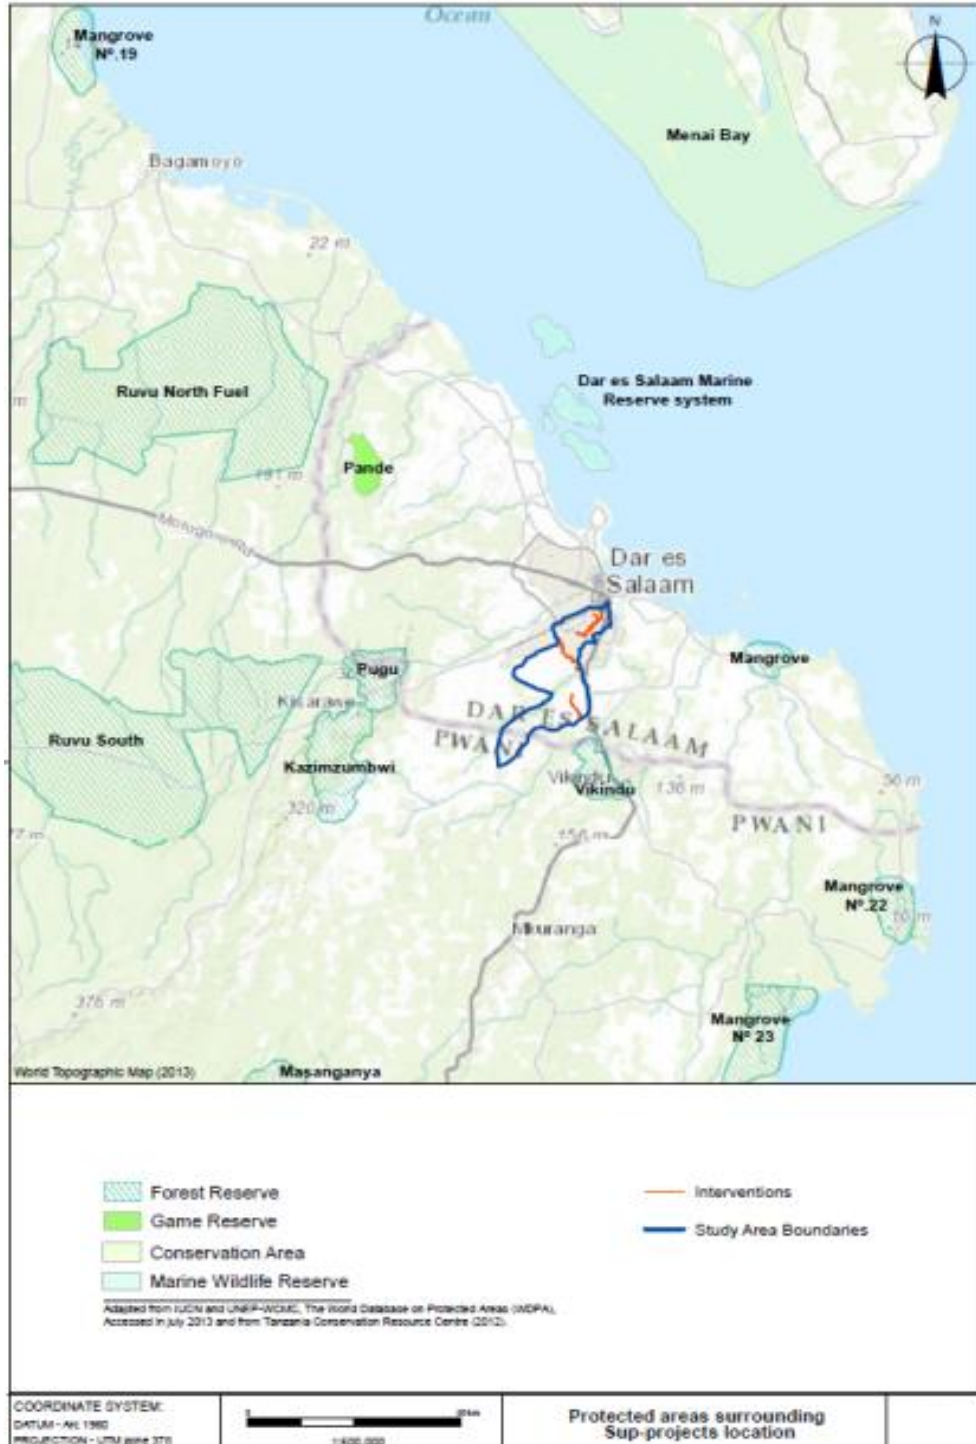 Ocean
N
Mangrove
Nº.19
Menai Bay
Bagamoyo
22 m
Dar es Salaam Marine
Reserve system
Ruvu North Fuel
Pande
Dar es
Salaam
Pugu
Mangrove
Ruvu South
DAR ES SALAAM
PWANI
Kazimzumbwi
320 m
Vikindu
Vikindu
136 m
PWANI
Mangrove
Nº.22
Mkuranga
376 m
Mangrove
Nº 23
World Topographic Map (2013)
Masanganya
Forest Reserve
Interventions
Game Reserve
Study Area Boundaries
Conservation Area
Marine Wildlife Reserve
Adapted from IUCN and UNEP-WCMC, The World Database on Protected Areas (WDPA),
Accessed in July 2013 and from Tanzania Conservation Resource Centre (2012).
COORDINATE SYSTEM:
DATUM - Arc 1960
Protected areas surrounding
Sup-projects location